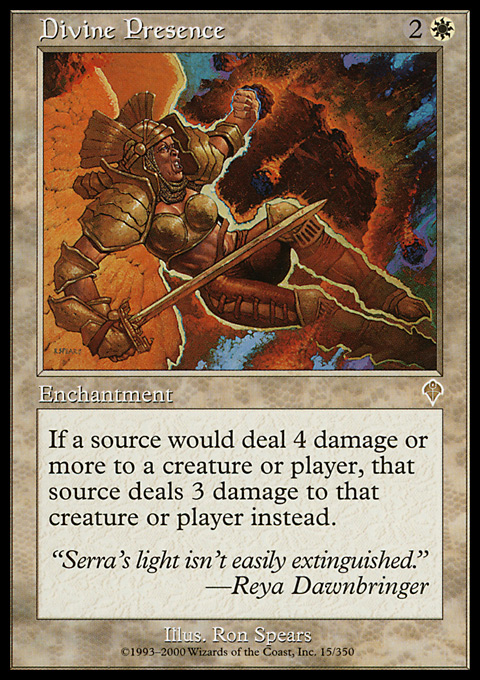 Divine Presence 2
R.SPEARS
Enchantment
If a source would deal 4 damage or
more to a creature or player, that
source deals 3 damage to that
creature or player instead.
“Serra's light isn't easily extinguished.”
—Reya Dawnbringer
Illus. Ron Spears
©1993–2000 Wizards of the Coast, Inc. 15/350